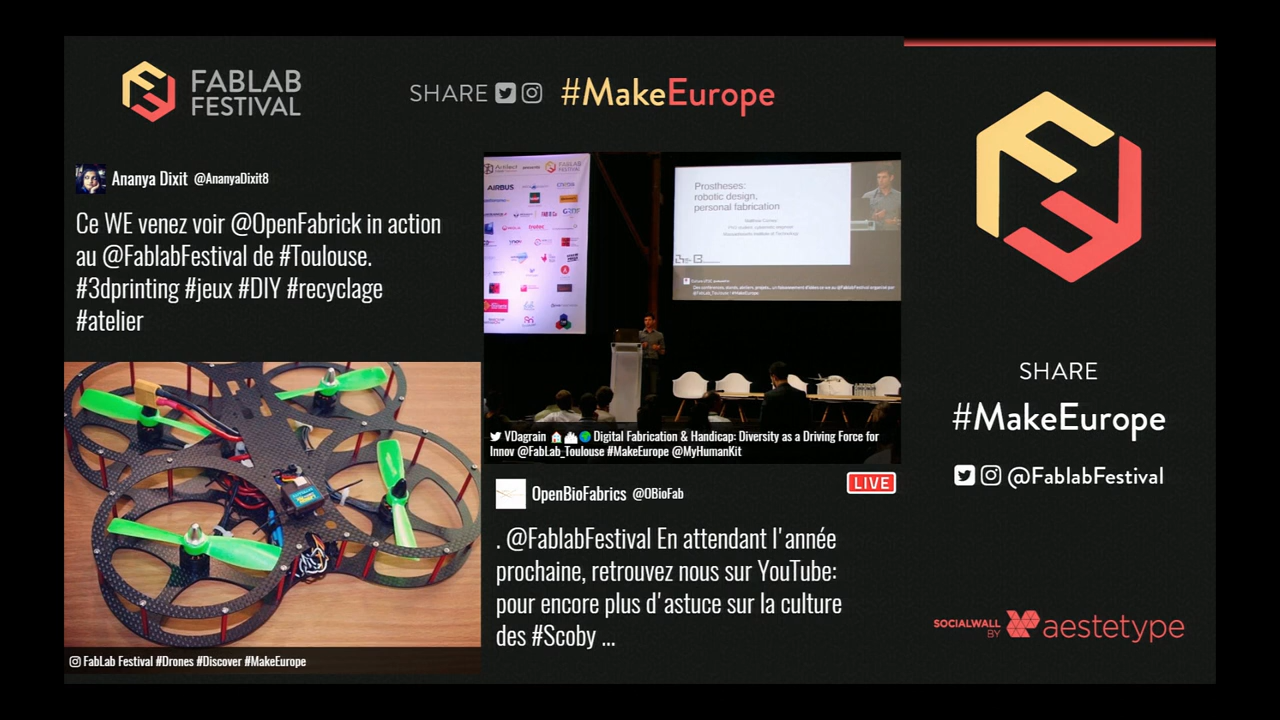 FABLAB
FESTIVAL
SHARE
#MakeEurope
Ananya Dixit @AnanyaDixit8
Ce WE venez voir @OpenFabrick in action
au @FablabFestival de #Toulouse.
#3dprinting #jeux #DIY #recyclage
#atelier
FabLab Festival #Drones #Discover #MakeEurope
FABLAB
FESTIVAL
AIRBUS
Prostheses:
robotic design,
personal fabrication
VDagrain Digital Fabrication & Handicap: Diversity as a Driving Force for
Innov @FabLab_Toulouse #MakeEurope @MyHumanKit
LIVE
OpenBioFabrics @OBioFab
. @FablabFestival En attendant l'année
prochaine, retrouvez nous sur YouTube:
pour encore plus d'astuce sur la culture
des #Scoby ...
SHARE
#MakeEurope
@FablabFestival
SOCIALWALL
BY
aestetype